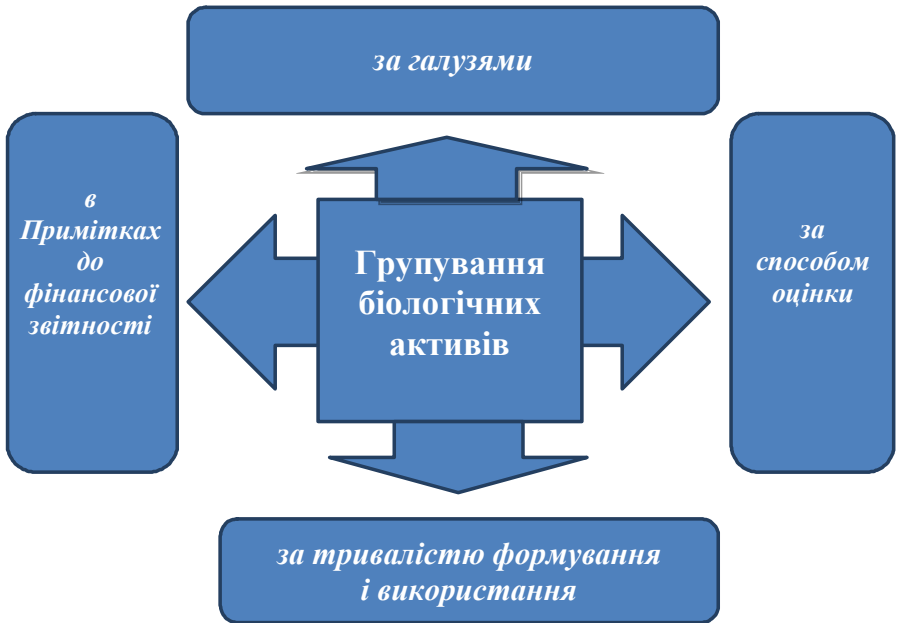 за галузями
в
Примітках
до
фінансової
звітності
Групування
біологічних
активів
за
способом
оцінки
за тривалістю формування
і використання